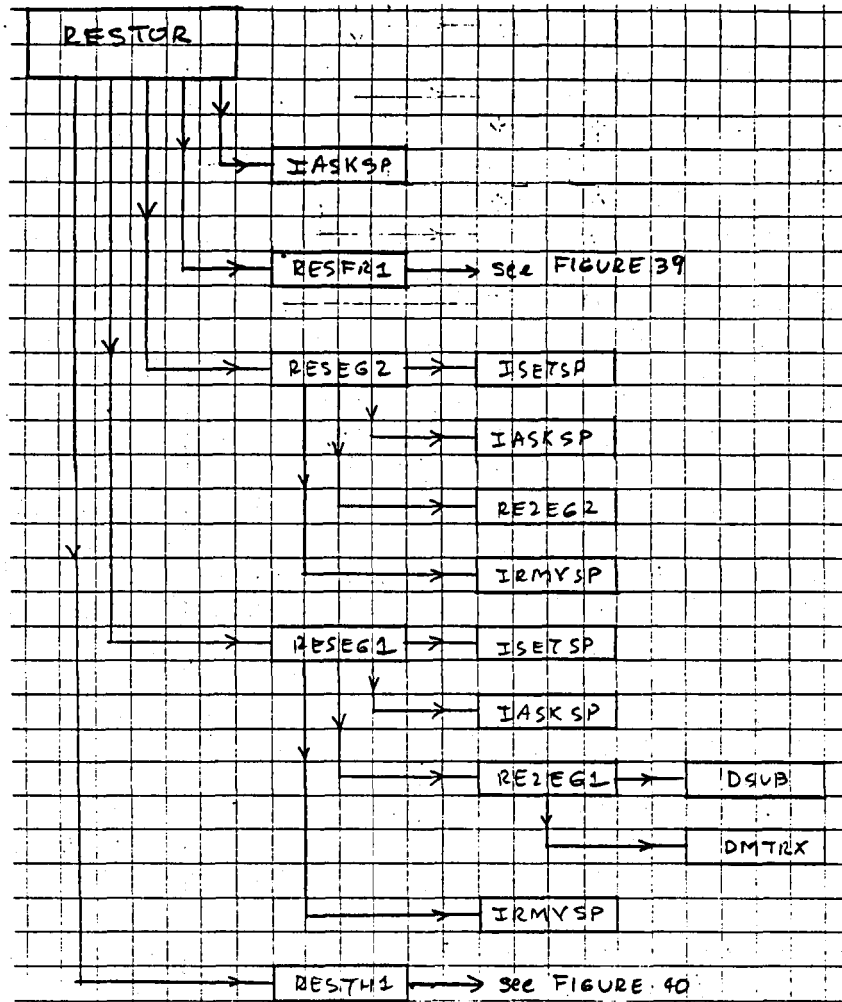 RESTOR
IASKSP
RESFR1 see FIGURE 39
RESEG2 ISETSP
IASKSP
RE2EG2
IRMVSP
RESEG1 ISETSP
IASKSP
RE2EG1 DSUB
DMTRX
IRMVSP
RESTH1 see FIGURE 40